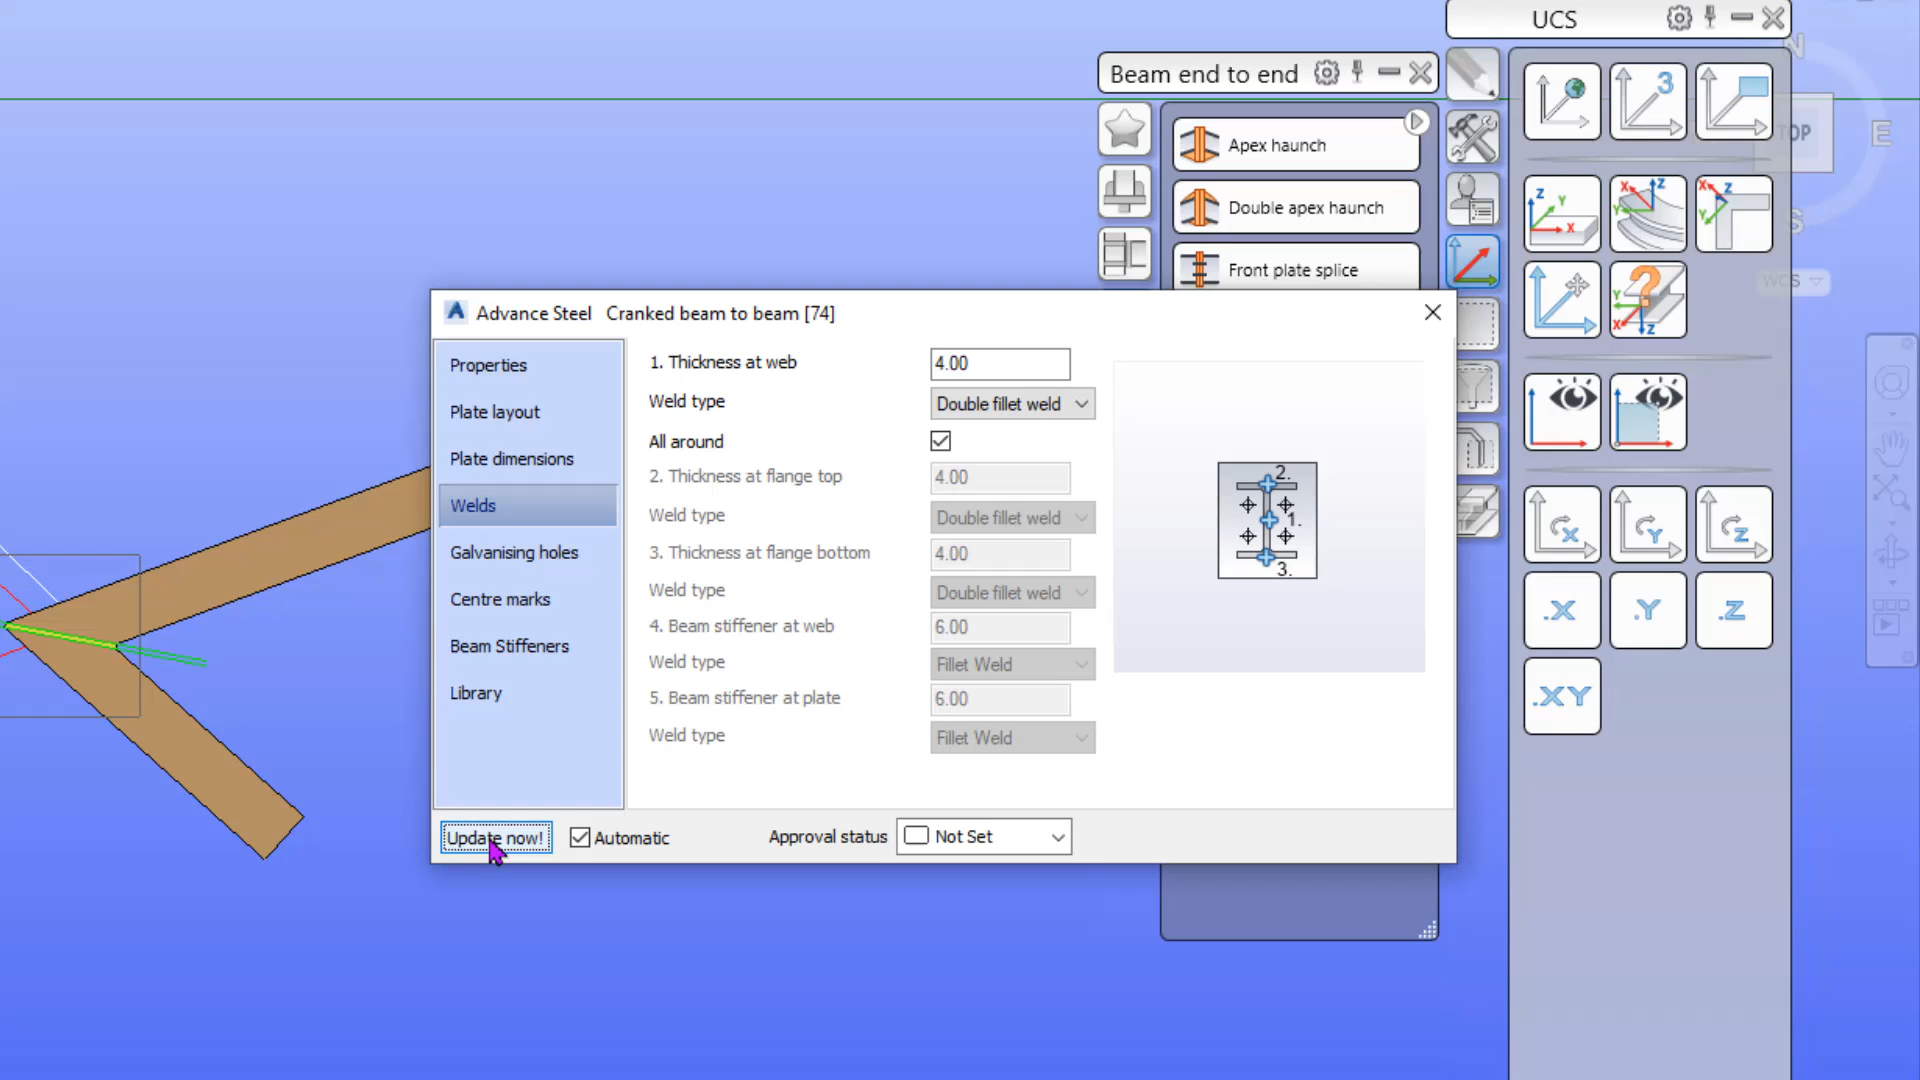 UCS
N
Beam end to end
3
TOP
E
Apex haunch
Z
Y
X
X
Z
Y
X
Z
Y
Double apex haunch
S
Front plate splice
?
Y
X
Z
WCS
Advance Steel Cranked beam to beam [74]
Properties
Plate layout
Plate dimensions
Welds
Galvanising holes
Centre marks
Beam Stiffeners
Library
1. Thickness at web
4.00
Weld type
Double fillet weld
All around
2. Thickness at flange top
4.00
Weld type
Double fillet weld
3. Thickness at flange bottom
4.00
Weld type
Double fillet weld
4. Beam stiffener at web
6.00
Weld type
Fillet Weld
5. Beam stiffener at plate
6.00
Weld type
Fillet Weld
2.
1.
3.
X
Y
Z
.X
.Y
.Z
.XY
Update now!
Automatic
Approval status
Not Set